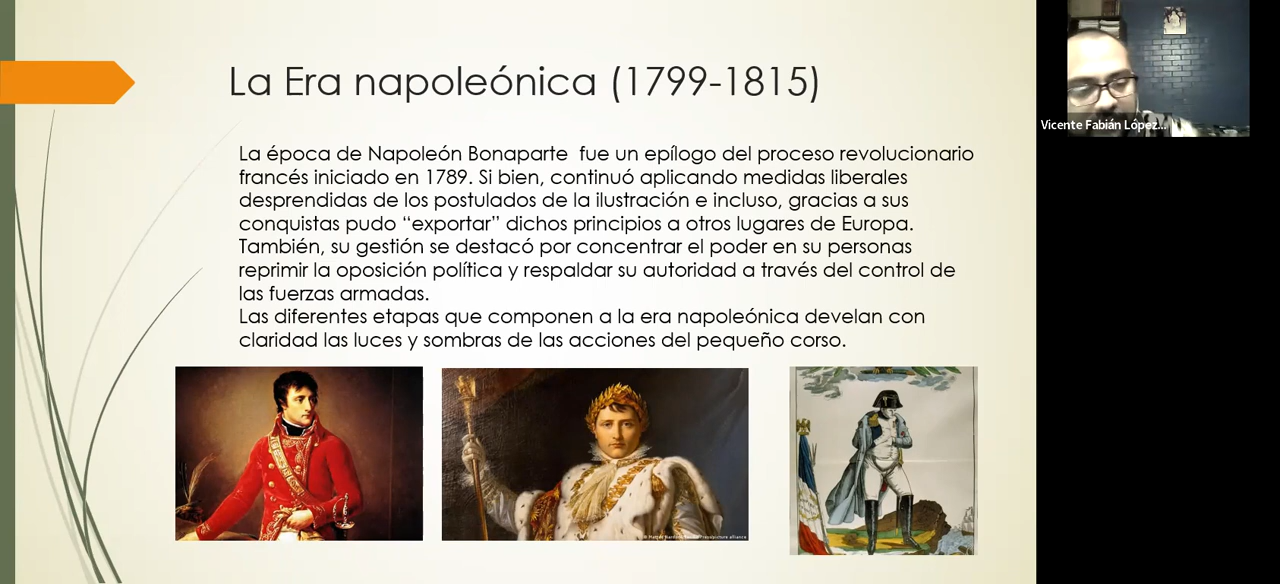 La Era napoleónica (1799-1815)
La época de Napoleón Bonaparte fue un epílogo del proceso revolucionario
francés iniciado en 1789. Si bien, continuó aplicando medidas liberales
desprendidas de los postulados de la ilustración e incluso, gracias a sus
conquistas pudo “exportar” dichos principios a otros lugares de Europa.
También, su gestión se destacó por concentrar el poder en su personas
reprimir la oposición política y respaldar su autoridad a través del control de
las fuerzas armadas.
Las diferentes etapas que componen a la era napoleónica develan con
claridad las luces y sombras de las acciones del pequeño corso.
Vicente Fabián López...